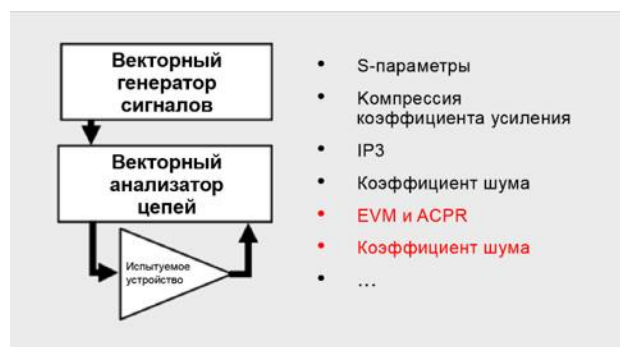 Векторный
генератор
сигналов
Векторный
анализатор
цепей
Испытуемое
устройство
• S-параметры
• Компрессия
коэффициента усиления
• IP3
• Коэффициент шума
• EVM и ACPR
• Коэффициент шума
• ...